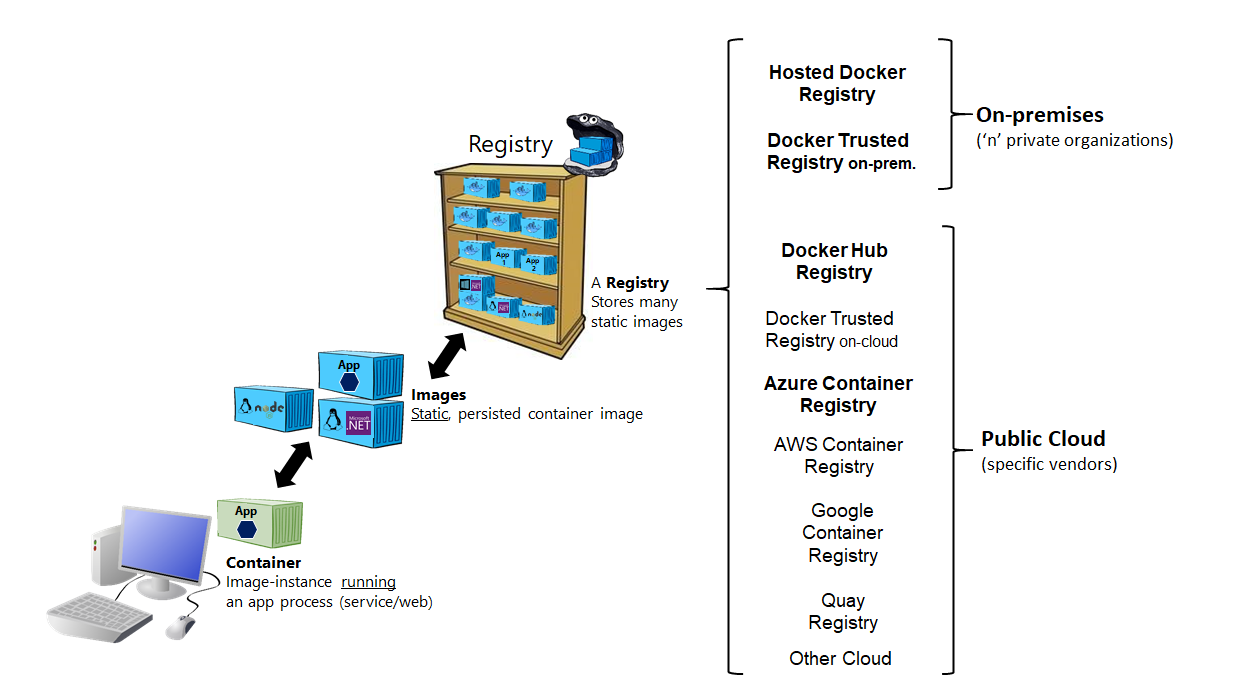 Registry
App
1
App
2
.NET
.NET
node
A Registry
Stores many
static images
App
node
Microsoft
.NET
Images
Static, persisted container image
App
Container
Image-instance running
an app process (service/web)
Hosted Docker
Registry
Docker Trusted
Registry on-prem.
On-premises
(‘n’ private organizations)
Docker Hub
Registry
Docker Trusted
Registry on-cloud
Azure Container
Registry
AWS Container
Registry
Google
Container
Registry
Quay
Registry
Other Cloud
Public Cloud
(specific vendors)